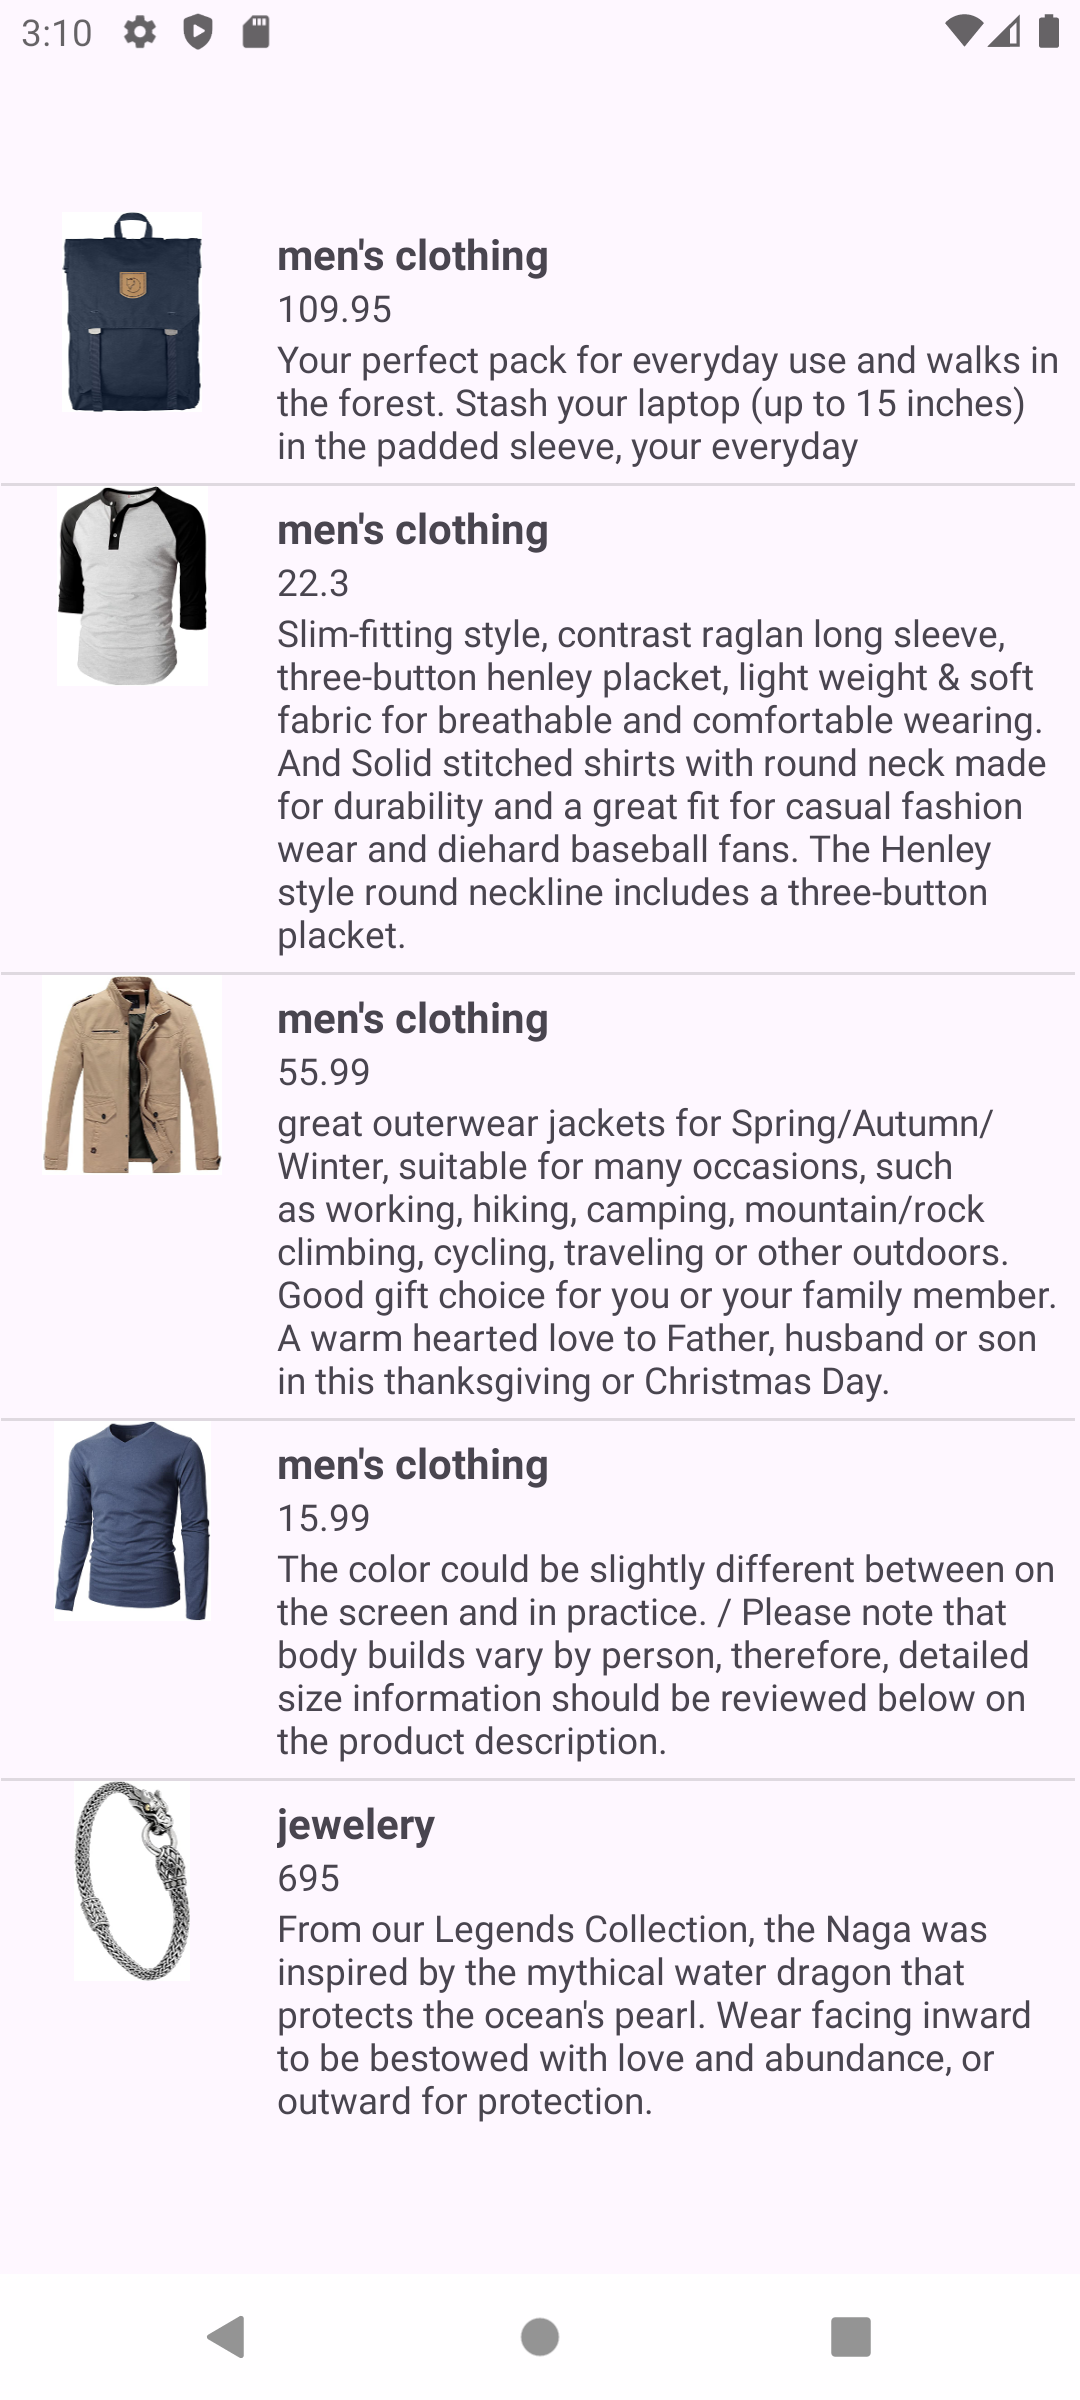 3:10
men's clothing
109.95
Your perfect pack for everyday use and walks in
the forest. Stash your laptop (up to 15 inches)
in the padded sleeve, your everyday
men's clothing
22.3
Slim-fitting style, contrast raglan long sleeve,
three-button henley placket, light weight & soft
fabric for breathable and comfortable wearing.
And Solid stitched shirts with round neck made
for durability and a great fit for casual fashion
wear and diehard baseball fans. The Henley
style round neckline includes a three-button
placket.
men's clothing
55.99
great outerwear jackets for Spring/Autumn/
Winter, suitable for many occasions, such
as working, hiking, camping, mountain/rock
climbing, cycling, traveling or other outdoors.
Good gift choice for you or your family member.
A warm hearted love to Father, husband or son
in this thanksgiving or Christmas Day.
men's clothing
15.99
The color could be slightly different between on
the screen and in practice. / Please note that
body builds vary by person, therefore, detailed
size information should be reviewed below on
the product description.
jewelery
695
From our Legends Collection, the Naga was
inspired by the mythical water dragon that
protects the ocean's pearl. Wear facing inward
to be bestowed with love and abundance, or
outward for protection.